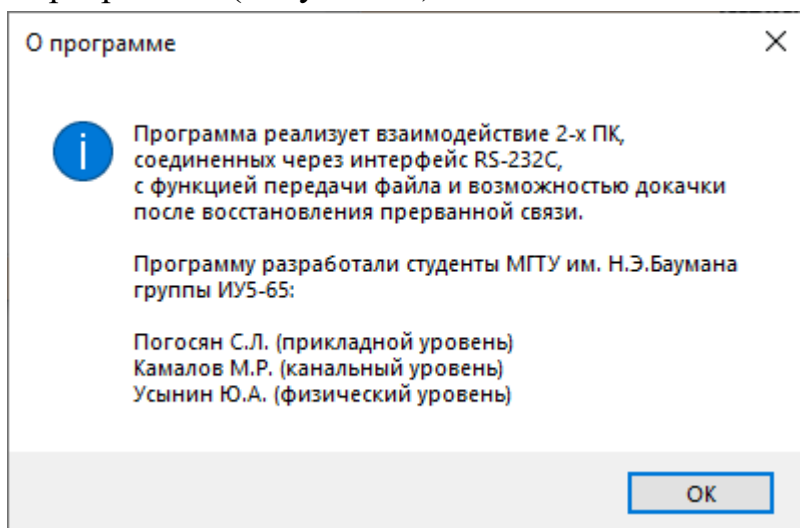 О программе
Программа реализует взаимодействие 2-х ПК,
соединенных через интерфейс RS-232C,
с функцией передачи файла и возможностью докачки
после восстановления прерванной связи.
Программу разработали студенты МГТУ им. Н.Э.Баумана
группы ИУ5-65:
Погосян С.Л. (прикладной уровень)
Камалов М.Р. (канальный уровень)
Усынин Ю.А. (физический уровень)
ОК